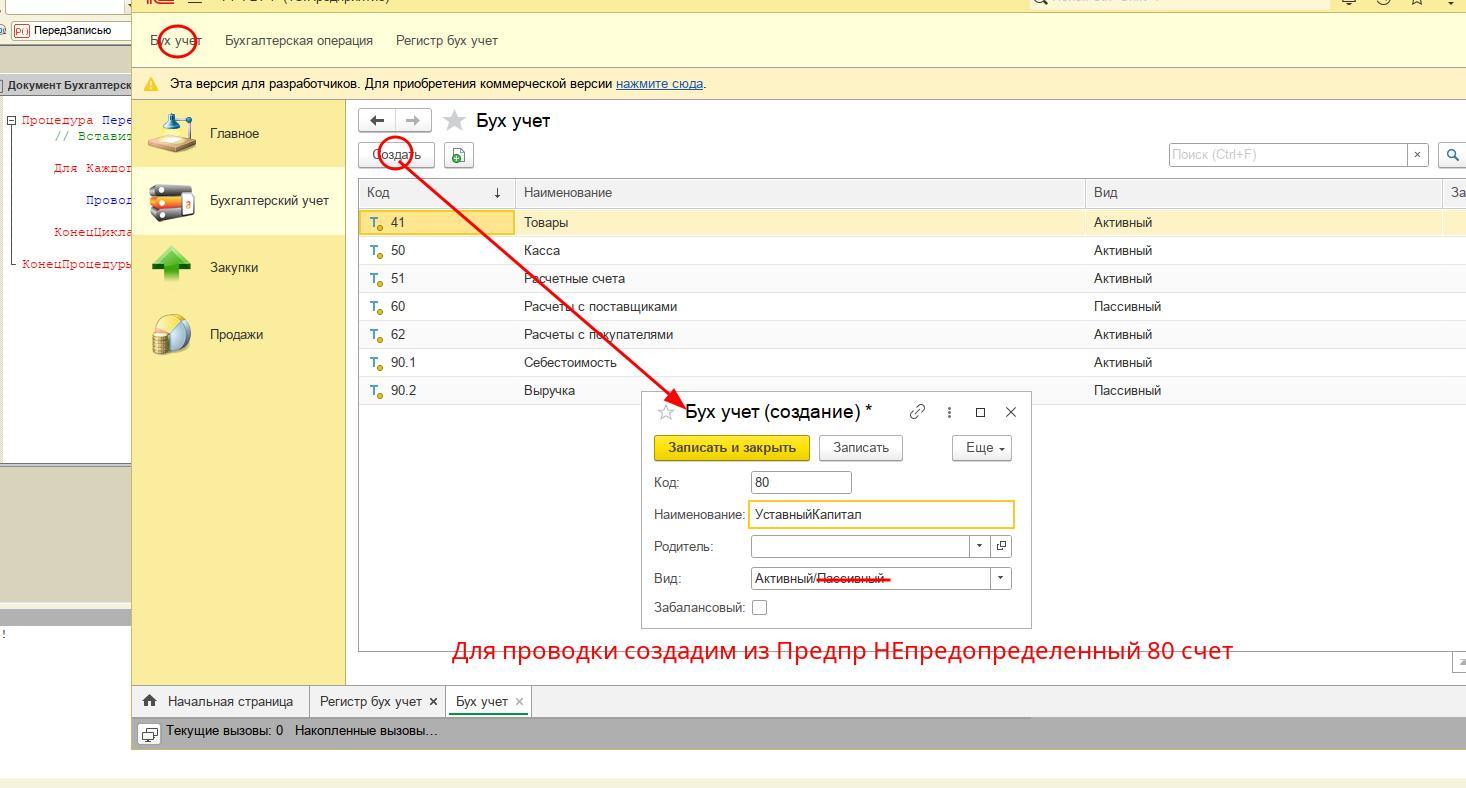 ПередЗаписью
Бух учет Бухгалтерская операция Регистр бух учет
Эта версия для разработчиков. Для приобретения коммерческой версии нажмите сюда.
Документ Бухгалтерск
Процедура Пере
// Вставит
Для Каждог
Провод
КонецЦикла
КонецПроцедуры
!
Главное
Бухгалтерский учет
Закупки
Продажи
Бух учет
Создать
Поиск (Ctrl+F)
Код Наименование Вид За
41 Товары Активный
50 Касса Активный
51 Расчетные счета Активный
60 Расчеты с поставщиками Пассивный
62 Расчеты с покупателями Активный
90.1 Себестоимость Активный
90.2 Выручка Пассивный
Бух учет (создание) *
Записать и закрыть Записать Еще
Код: 80
Наименование: УставныйКапитал
Родитель:
Вид: Активный/Пассивный
Забалансовый:
Для проводки создадим из Предпр НЕпредопределенный 80 счет
Начальная страница Регистр бух учет × Бух учет ×
Текущие вызовы: 0 Накопленные вызовы...